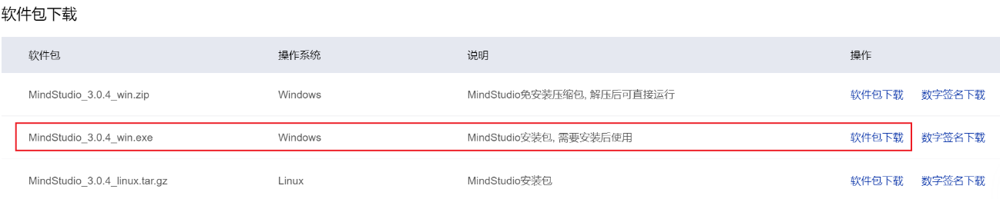 软件包下载
软件包 操作系统 说明 操作
MindStudio_3.0.4_win.zip Windows MindStudio免安装压缩包, 解压后可直接运行 软件包下载 数字签名下载
MindStudio_3.0.4_win.exe Windows MindStudio安装包, 需要安装后使用 软件包下载 数字签名下载
MindStudio_3.0.4_linux.tar.gz Linux MindStudio安装包 软件包下载 数字签名下载